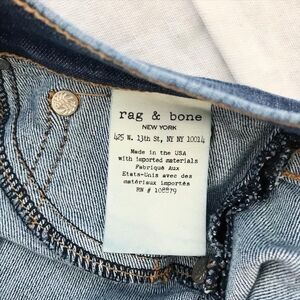 rag & bone
NEW YORK
425 W. 13th St, NY NY 10014
Made in the USA
with imported materials
Fabriqué Aux
Etats-Unis avec des
matériaux importés
RN # 108879